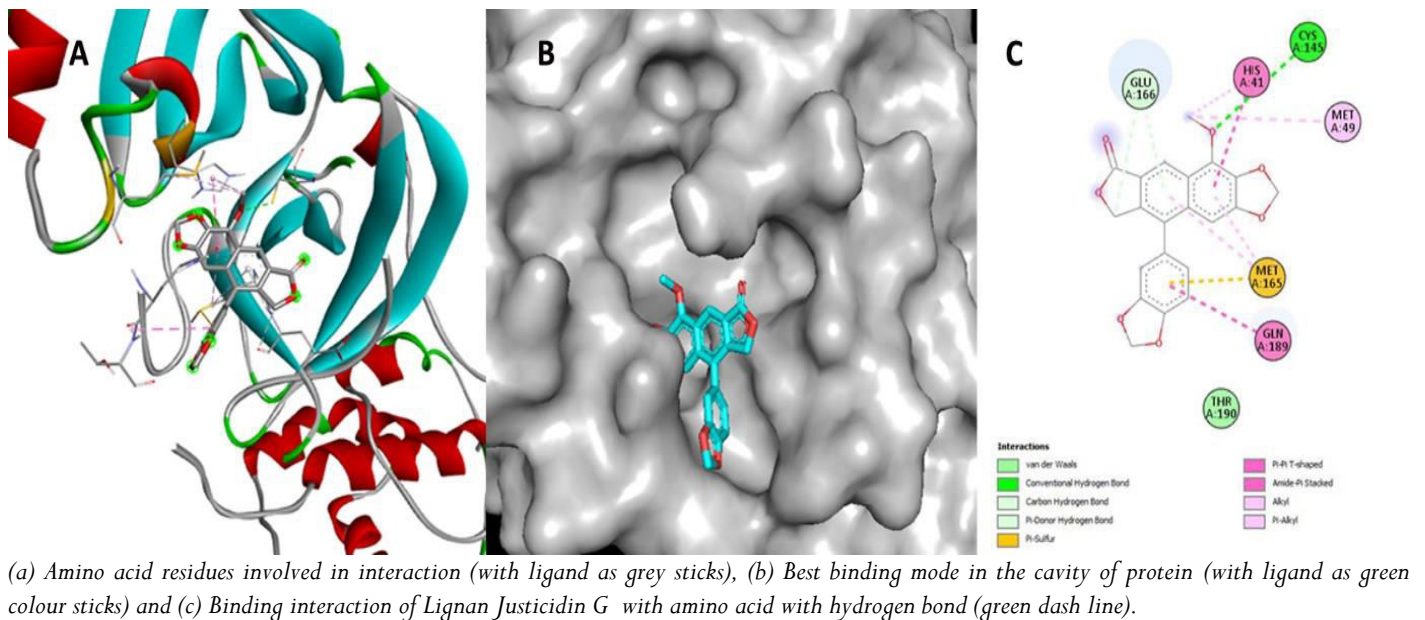 A
B
C
CYS
A:145
HIS
A:41
GLU
A:166
MET
A:49
MET
A:165
GLN
A:189
THR
A:190
Interactions
van der Waals
Conventional Hydrogen Bond
Carbon Hydrogen Bond
Pi-Donor Hydrogen Bond
Pi-Sulfur
Pi-Pi T-shaped
Amide-Pi Stacked
Alkyl
Pi-Alkyl
(a) Amino acid residues involved in interaction (with ligand as grey sticks), (b) Best binding mode in the cavity of protein (with ligand as green
colour sticks) and (c) Binding interaction of Lignan Justicidin G with amino acid with hydrogen bond (green dash line).